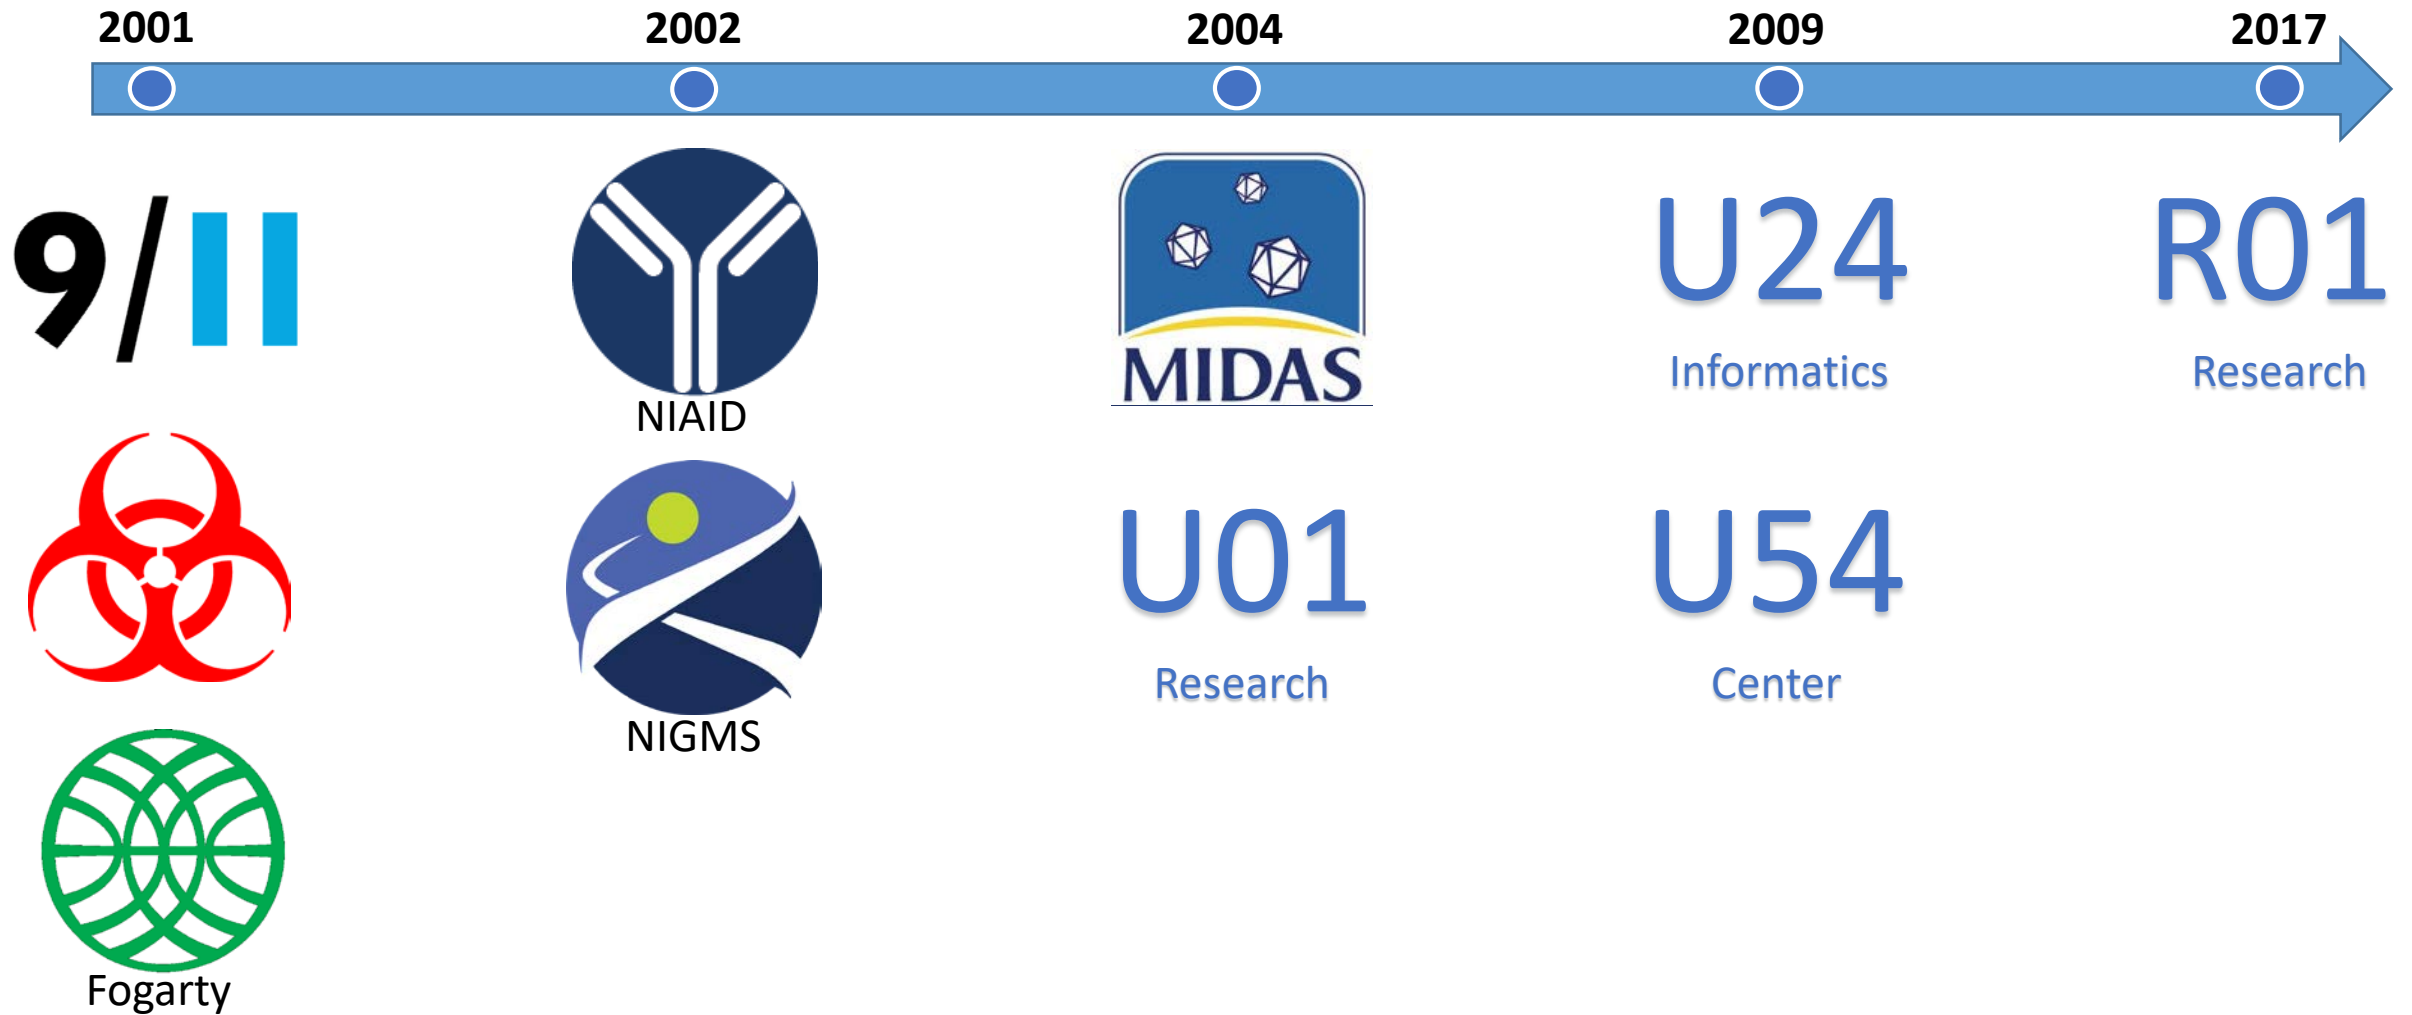 2001
2002
2004
2009
2017
9/11
NIAID
MIDAS
U24
R01
Informatics
Research
U01
U54
NIGMS
Research
Center
Fogarty